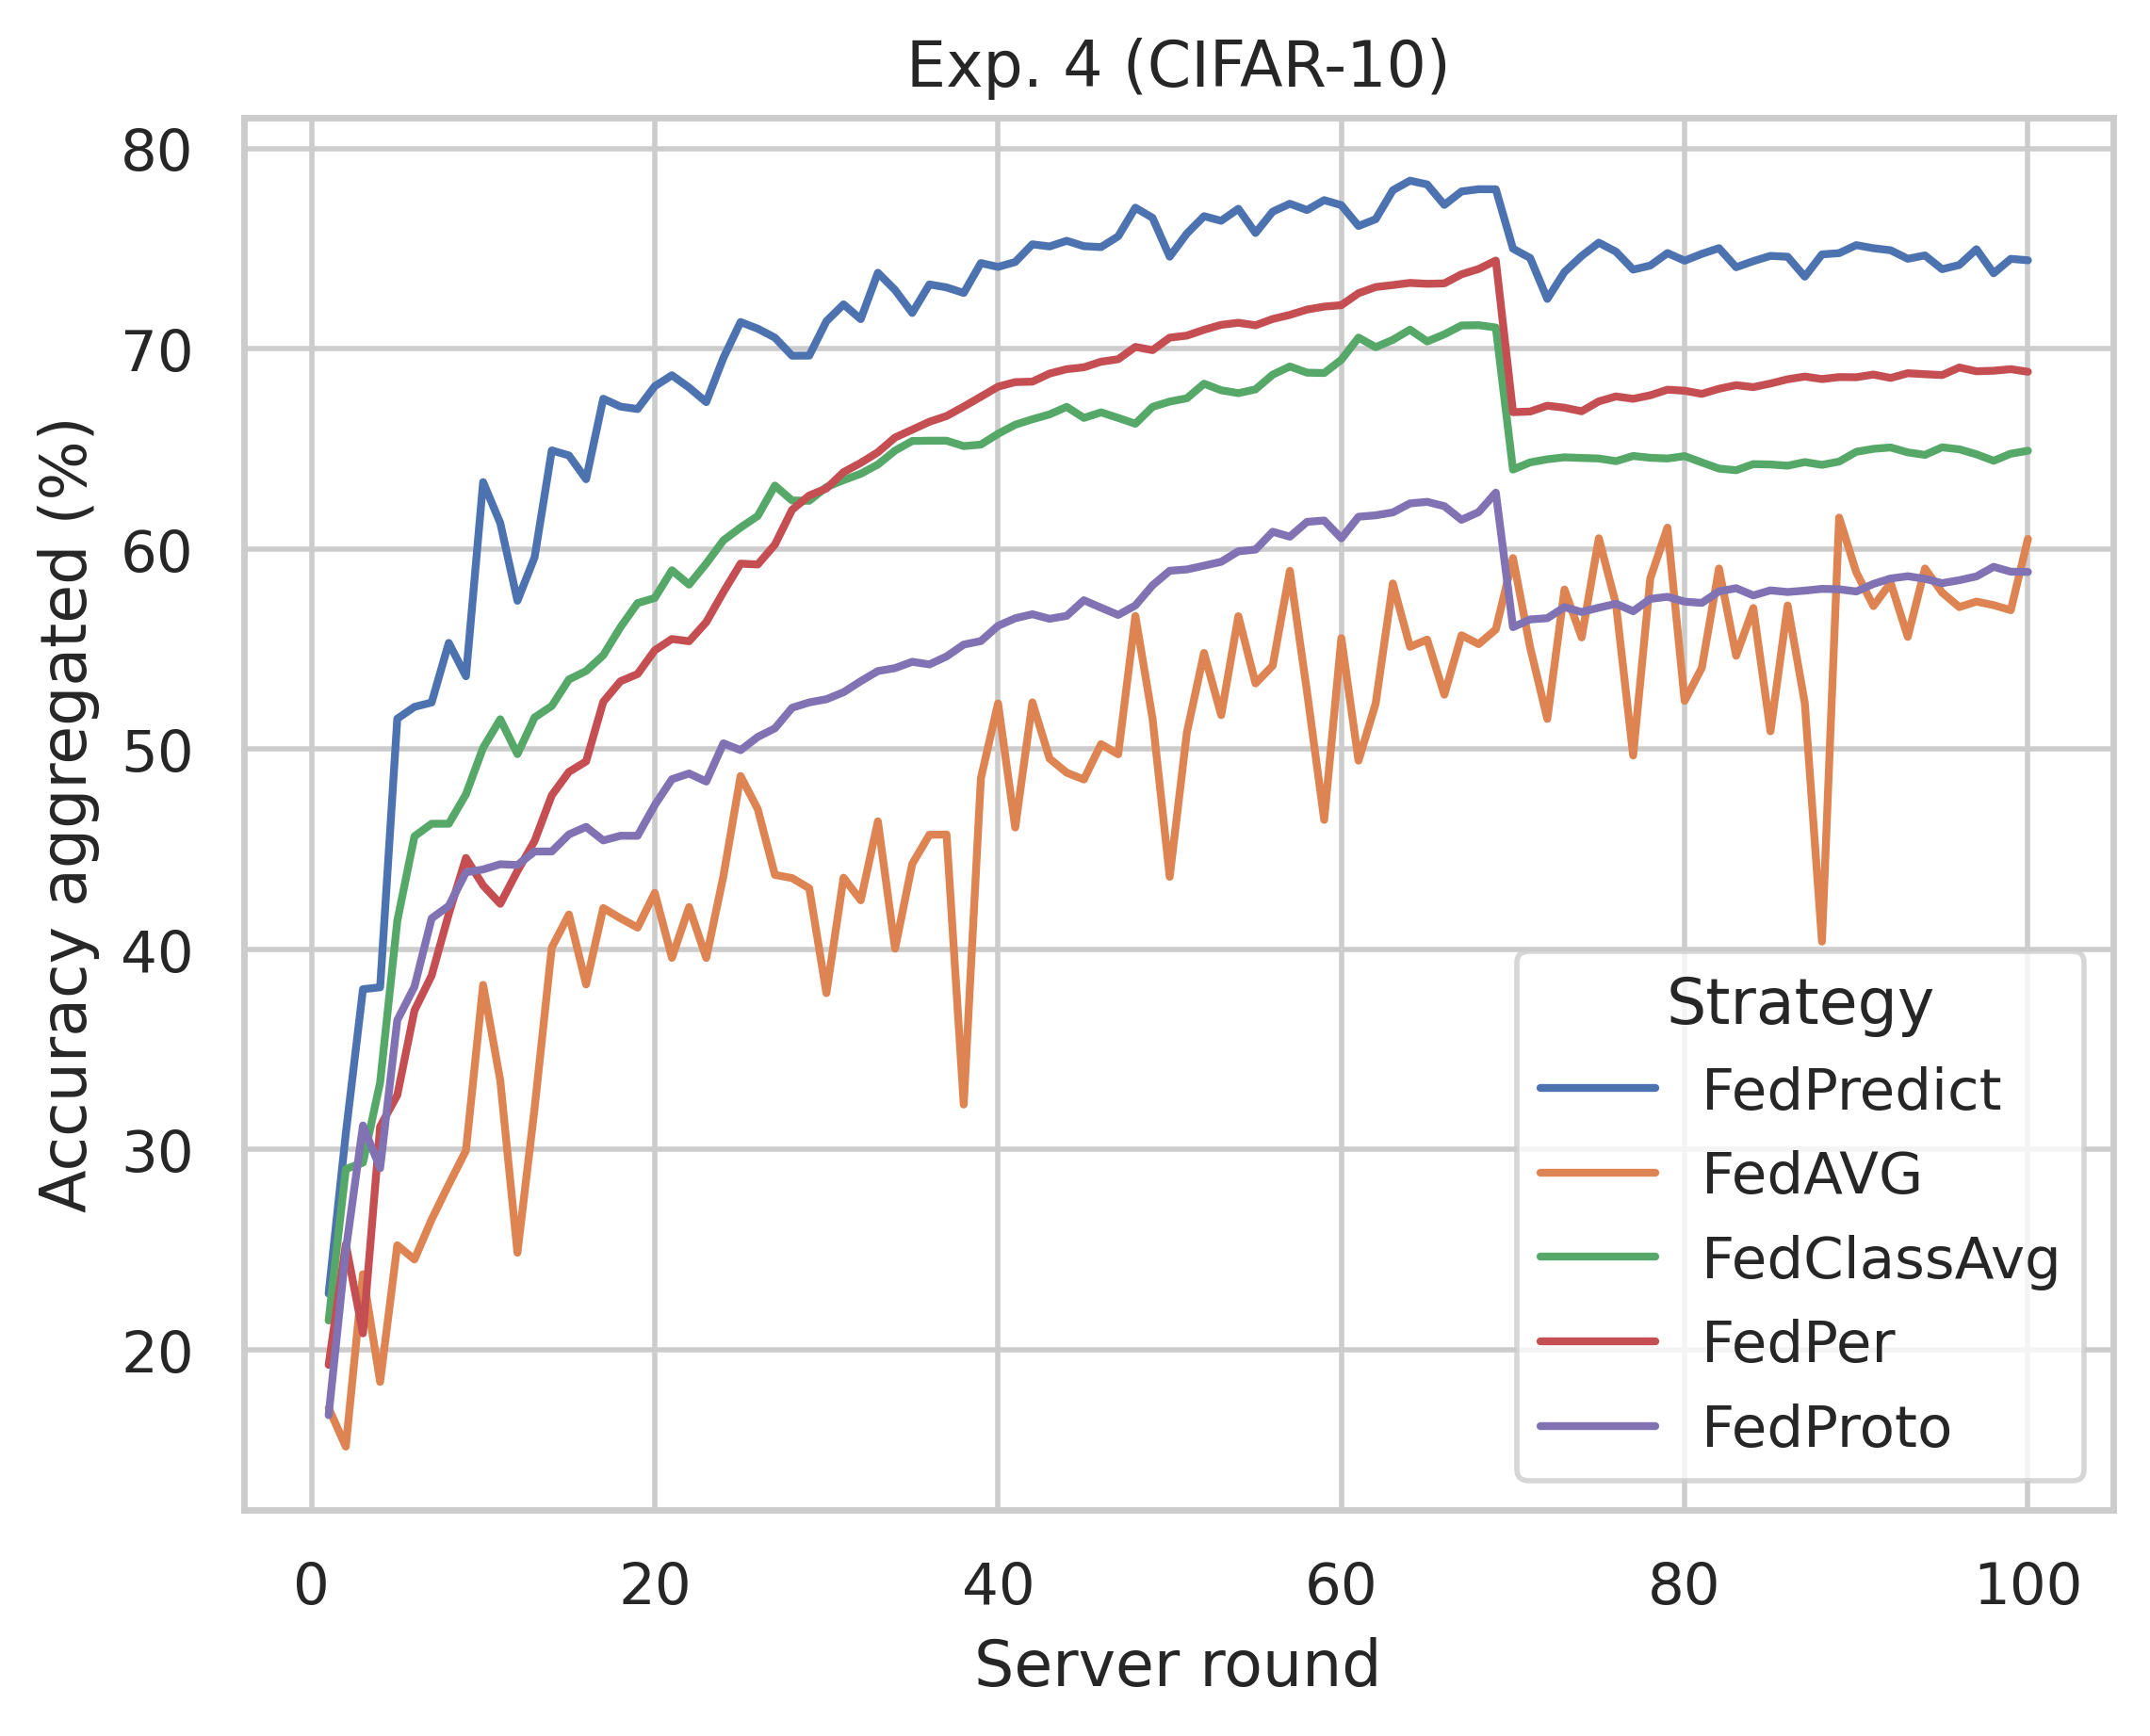 Exp. 4 (CIFAR-10)
Accuracy aggregated (%)
80
70
60
50
40
30
20
0 20 40 60 80 100
Server round
Strategy
FedPredict
FedAVG
FedClassAvg
FedPer
FedProto